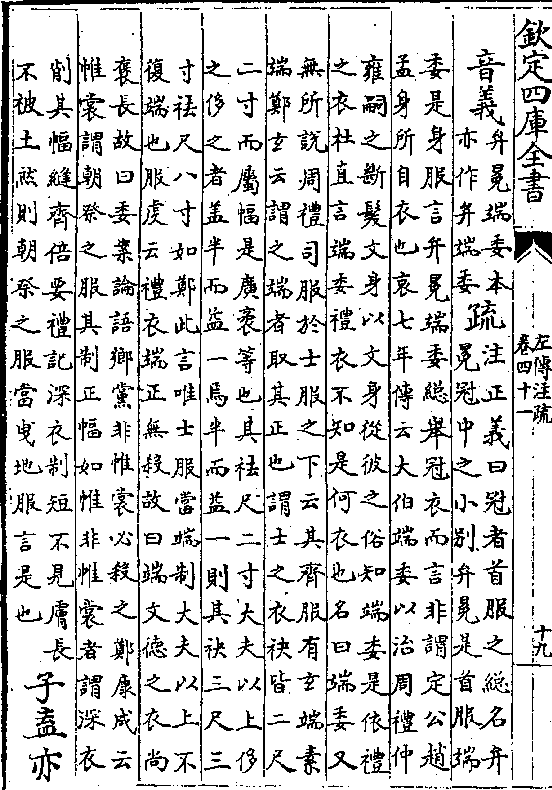 欽定四庫全書
左傳注疏
卷四十一
十九
音義
弁冕端委本
亦作弁端委
疏
注正義曰冠者首服之緫名弁
冕冠中之小別弁冕是首服端
委是身服言弁冕端委緫舉冠衣而言非謂定公趙
孟身所自衣也哀七年傳云大伯端委以治周禮仲
雍嗣之斷髮文身以文身從彼之俗知端委是依禮
之衣杜直言端委禮衣不知是何衣也名曰端委又
無所說周禮司服於士服之下云其齊服有玄端素
端鄭玄云謂之端者取其正也謂士之衣袂皆二尺
二寸而屬幅是廣袤等也其袪尺二寸大夫以上侈
之侈之者蓋半而益一焉半而益一則其袂三尺三
寸袪尺八寸如鄭此言唯士服當端制大夫以上不
復端也服虔云禮衣端正無殺故曰端文德之衣尚
褒長故曰委案論語鄉黨非帷裳必殺之鄭康成云
帷裳謂朝祭之服其制正幅如帷非帷裳者謂深衣
削其幅縫齊倍要禮記深衣制短不見膚長
不被土然則朝祭之服當曳地服言是也
子盍亦